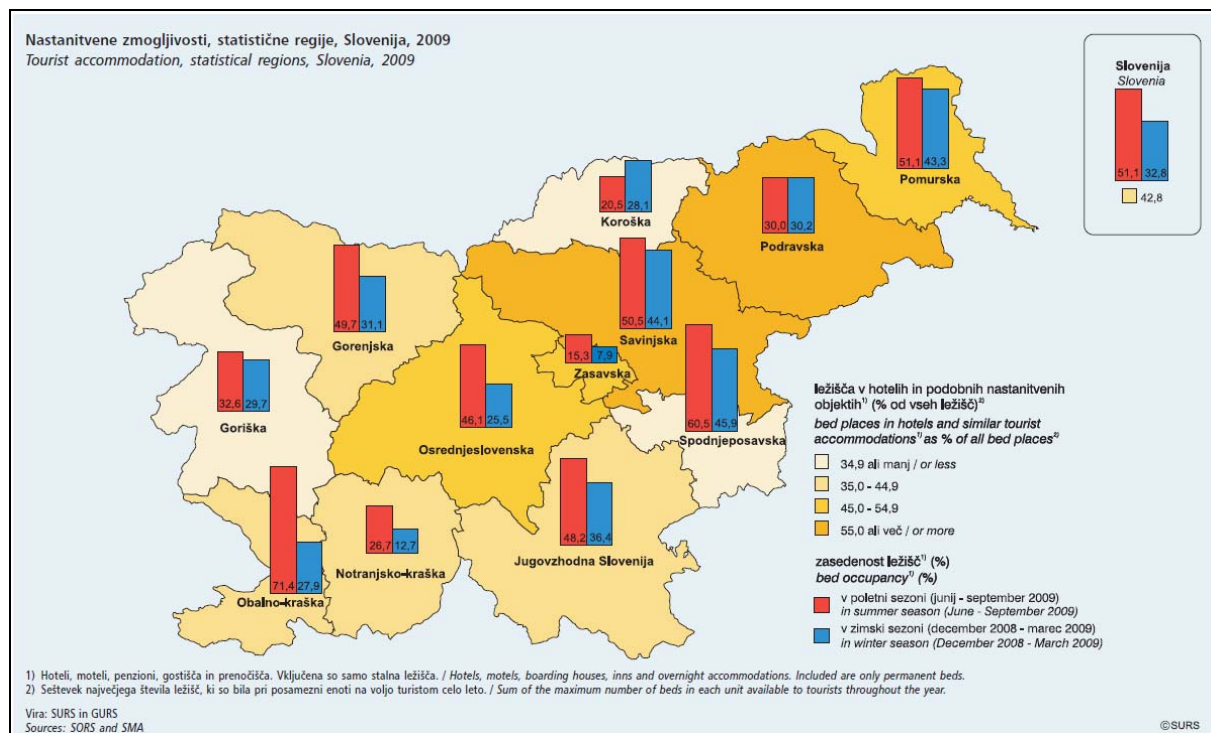 Nastanitvene zmogljivosti, statistične regije, Slovenija, 2009
Tourist accommodation, statistical regions, Slovenia, 2009
Slovenija
Slovenia
51,1 32,8
42,8
51,1 43,3
Pomurska
20,5 28,1
Koroška
30,0 30,2
Podravska
49,7 31,1
Gorenjska
50,5 44,1
Savinjska
15,3 7,9
Zasavska
32,6 29,7
Goriška
46,1 25,5
Osrednjeslovenska
60,5 45,9
Spodnjeposavska
71,4 27,9
Obalno-kraška
26,7 12,7
Notranjsko-kraška
48,2 36,4
Jugovzhodna Slovenija
ležišča v hotelih in podobnih nastanitvenih
objektih¹⁾ (% od vseh ležišč)²⁾
bed places in hotels and similar tourist
accommodations¹⁾ as % of all bed places²⁾
34,9 ali manj / or less
35,0 - 44,9
45,0 - 54,9
55,0 ali več / or more
zasedenost ležišč¹⁾ (%)
bed occupancy¹⁾ (%)
v poletni sezoni (junij - september 2009)
in summer season (June - September 2009)
v zimski sezoni (december 2008 - marec 2009)
in winter season (December 2008 - March 2009)
1) Hoteli, moteli, penzioni, gostišča in prenočišča. Vključena so samo stalna ležišča. / Hotels, motels, boarding houses, inns and overnight accommodations. Included are only permanent beds.
2) Seštevek največjega števila ležišč, ki so bila pri posamezni enoti na voljo turistom celo leto. / Sum of the maximum number of beds in each unit available to tourists throughout the year.
Vira: SURS in GURS
Sources: SORS and SMA
©SURS